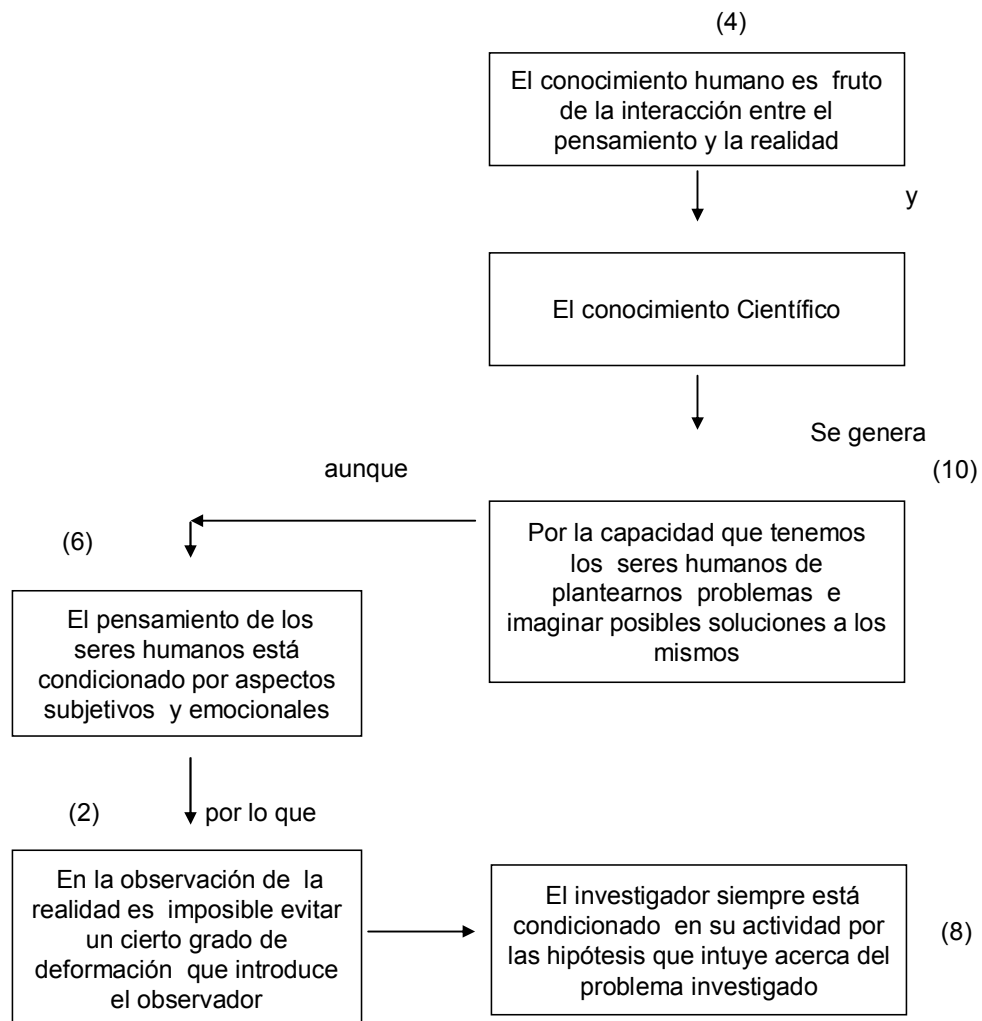 (4)
El conocimiento humano es fruto
de la interacción entre el
pensamiento y la realidad
y
El conocimiento Científico
Se genera
(10)
aunque
Por la capacidad que tenemos
los seres humanos de
plantearnos problemas e
imaginar posibles soluciones a los
mismos
(6)
El pensamiento de los
seres humanos está
condicionado por aspectos
subjetivos y emocionales
(2)
por lo que
En la observación de la
realidad es imposible evitar
un cierto grado de
deformación que introduce
el observador
El investigador siempre está
condicionado en su actividad por
las hipótesis que intuye acerca del
problema investigado
(8)